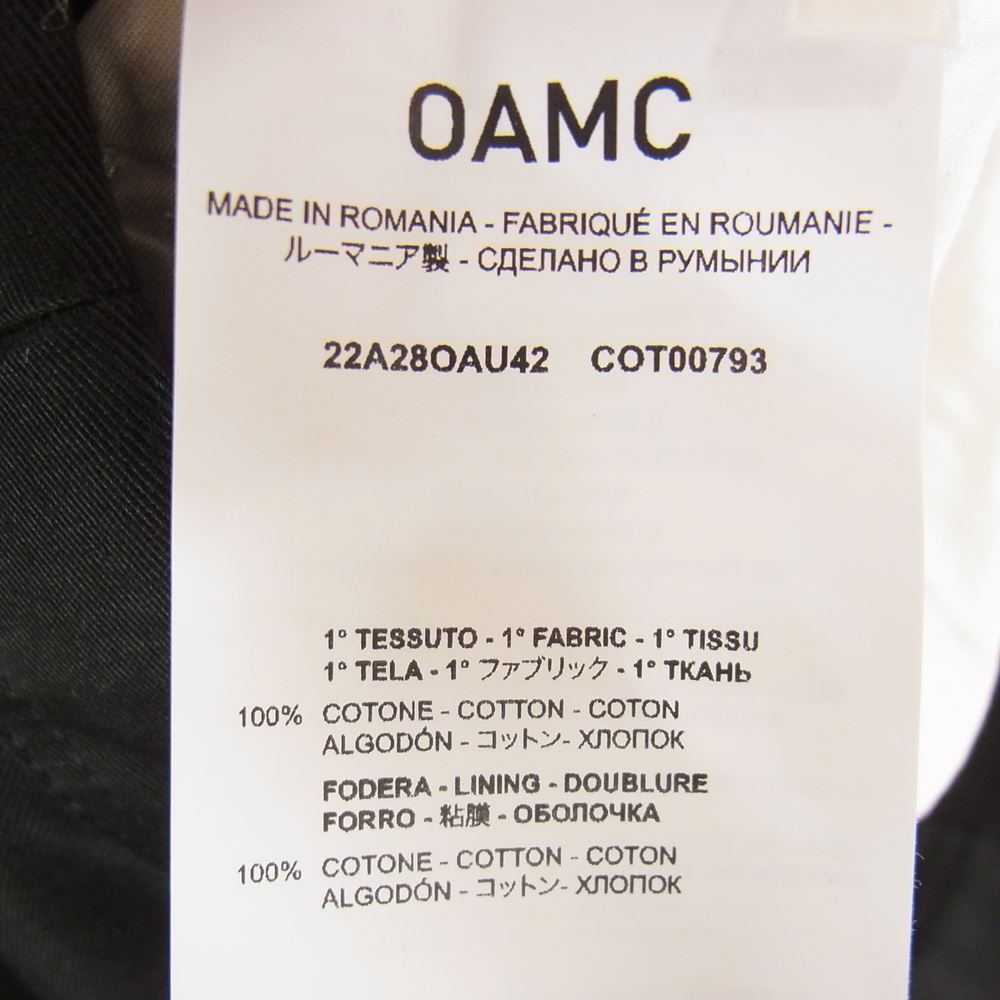 OAMC
MADE IN ROMANIA - FABRIQUÉ EN ROUMANIE -
ルーマニア製 - СДЕЛАНО В РУМЫНИИ
22A28OAU42 COT00793
1° TESSUTO - 1° FABRIC - 1° TISSU
1° TELA - 1° ファブリック - 1° ТКАНЬ
100% COTONE - COTTON - COTON
ALGODÓN - コットン- ХЛОПОК
FODERA - LINING - DOUBLURE
FORRO - 粘膜 - ОБОЛОЧКА
100% COTONE - COTTON - COTON
ALGODÓN - コットン- ХЛОПОК